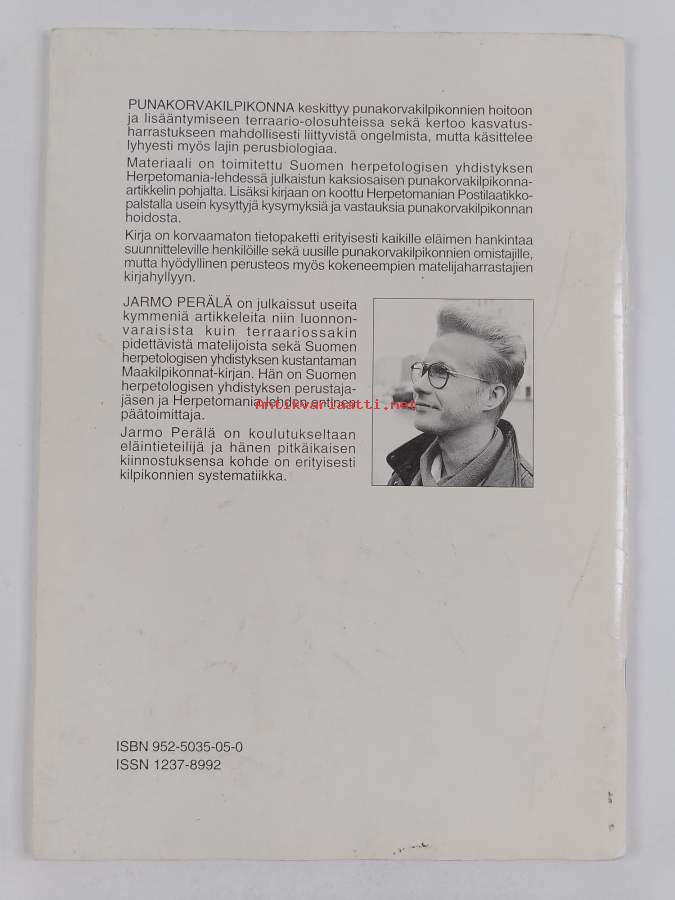 PUNAKORVAKILPIKONNA keskittyy punakorvakilpikonnien hoitoon
ja lisääntymiseen terraario-olosuhteissa sekä kertoo kasvatus-
harrastukseen mahdollisesti liittyvistä ongelmista, mutta käsittelee
lyhyesti myös lajin perusbiologiaa.
Materiaali on toimitettu Suomen herpetologisen yhdistyksen
Herpetomania-lehdessä julkaistun kaksiosaisen punakorvakilpikonna-
artikkelin pohjalta. Lisäksi kirjaan on koottu Herpetomanian Postilaatikko-
palstalla usein kysyttyjä kysymyksiä ja vastauksia punakorvakilpikonnan
hoidosta.
Kirja on korvaamaton tietopaketti erityisesti kaikille eläimen hankintaa
suunnitteleville henkilöille sekä uusille punakorvakilpikonnien omistajille,
mutta hyödyllinen perusteos myös kokeneempien matelijaharrastajien
kirjahyllyyn.
JARMO PERÄLÄ on julkaissut useita
kymmeniä artikkeleita niin luonnon-
varaisista kuin terraariossakin
pidettävistä matelijoista sekä Suomen
herpetologisen yhdistyksen kustantaman
Maakilpikonnat-kirjan. Hän on Suomen
herpetologisen yhdistyksen perustaja-
jäsen ja Herpetomania-lehden entinen
päätoimittaja.
Antikvariaatti.net
Jarmo Perälä on koulutukseltaan
eläintieteilijä ja hänen pitkäikaisen
kiinnostuksensa kohde on erityisesti
kilpikonnien systematiikka.
ISBN 952-5035-05-0
ISSN 1237-8992